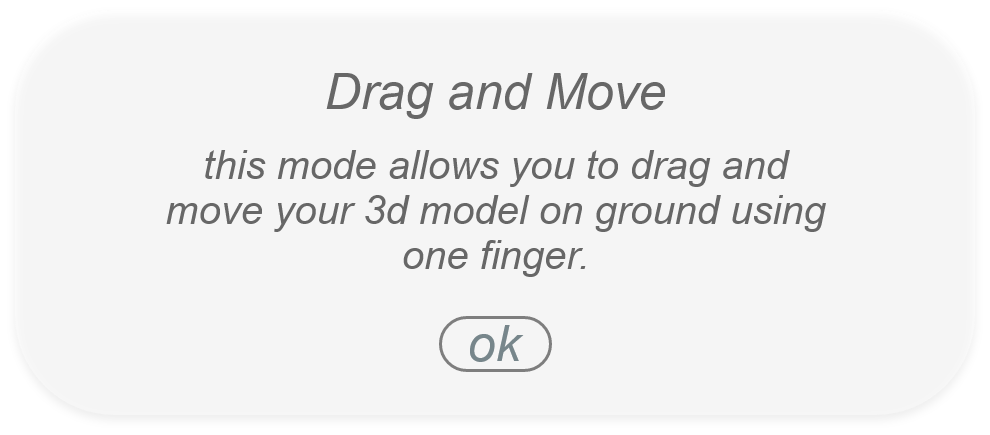 Drag and Move
this mode allows you to drag and
move your 3d model on ground using
one finger.
ok